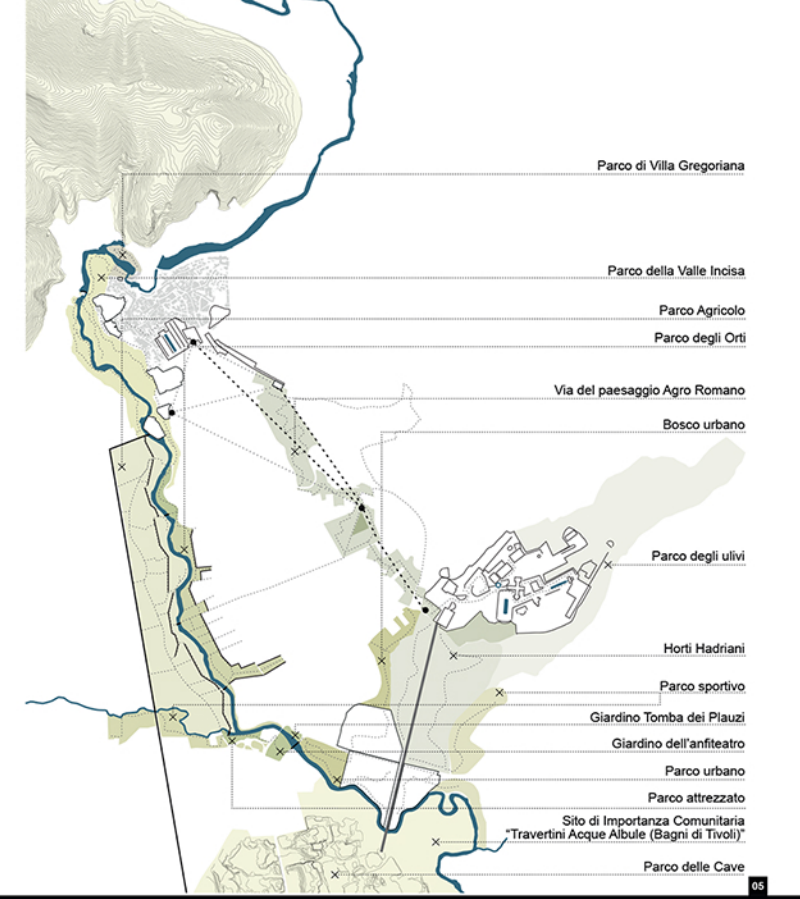 Parco di Villa Gregoriana
Parco della Valle Incisa
Parco Agricolo
Parco degli Orti
Via del paesaggio Agro Romano
Bosco urbano
Parco degli ulivi
Horti Hadriani
Parco sportivo
Giardino Tomba dei Plauzi
Giardino dell'anfiteatro
Parco urbano
Parco attrezzato
Sito di Importanza Comunitaria
“Travertini Acque Albule (Bagni di Tivoli)”
Parco delle Cave
05